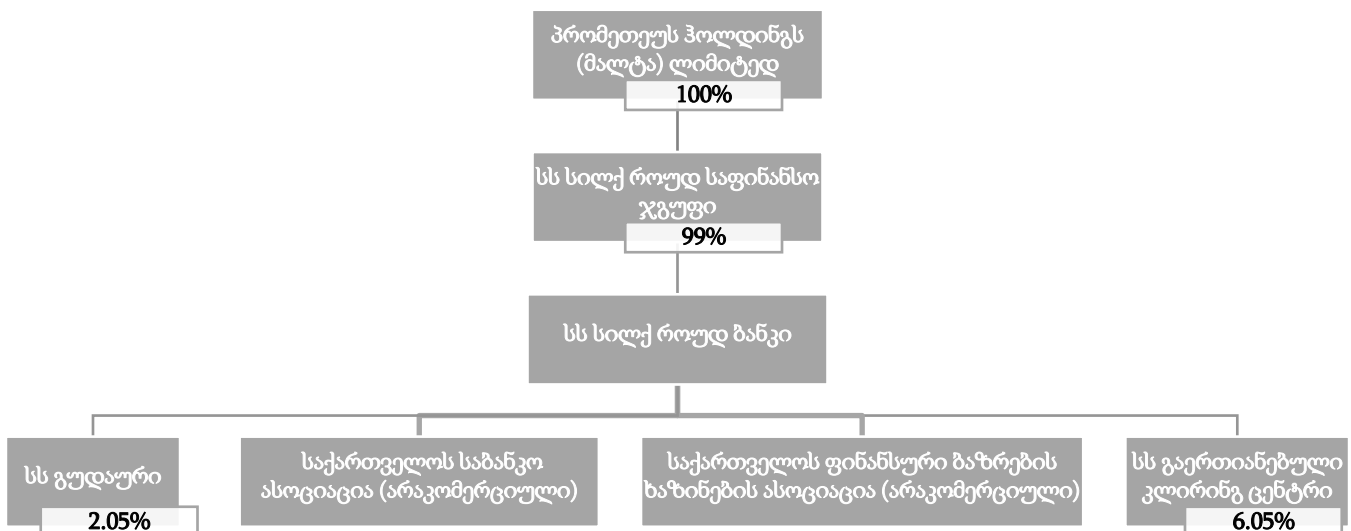 პრომეთეუს ჰოლდინგს
(მალტა) ლიმიტედ
100%
სს სილქ როუდ საფინანსო
ჯგუფი
99%
სს სილქ როუდ ბანკი
სს გუდაური
2.05%
საქართველოს საბანკო
ასოციაცია (არაკომერციული)
საქართველოს ფინანსური ბაზრების
ხაზინების ასოციაცია (არაკომერციული)
სს გაერთიანებული
კლირინგ ცენტრი
6.05%